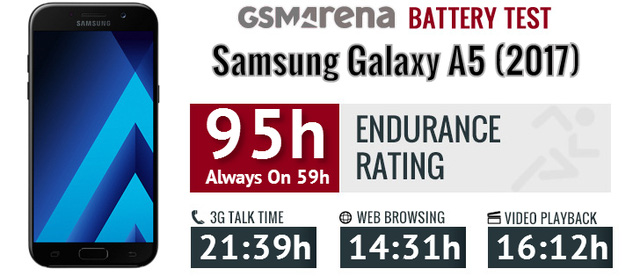 GSMArena BATTERY TEST
Samsung Galaxy A5 (2017)
SAMSUNG
95h
Always On 59h
ENDURANCE
RATING
3G TALK TIME
21:39h
WEB BROWSING
14:31h
VIDEO PLAYBACK
16:12h